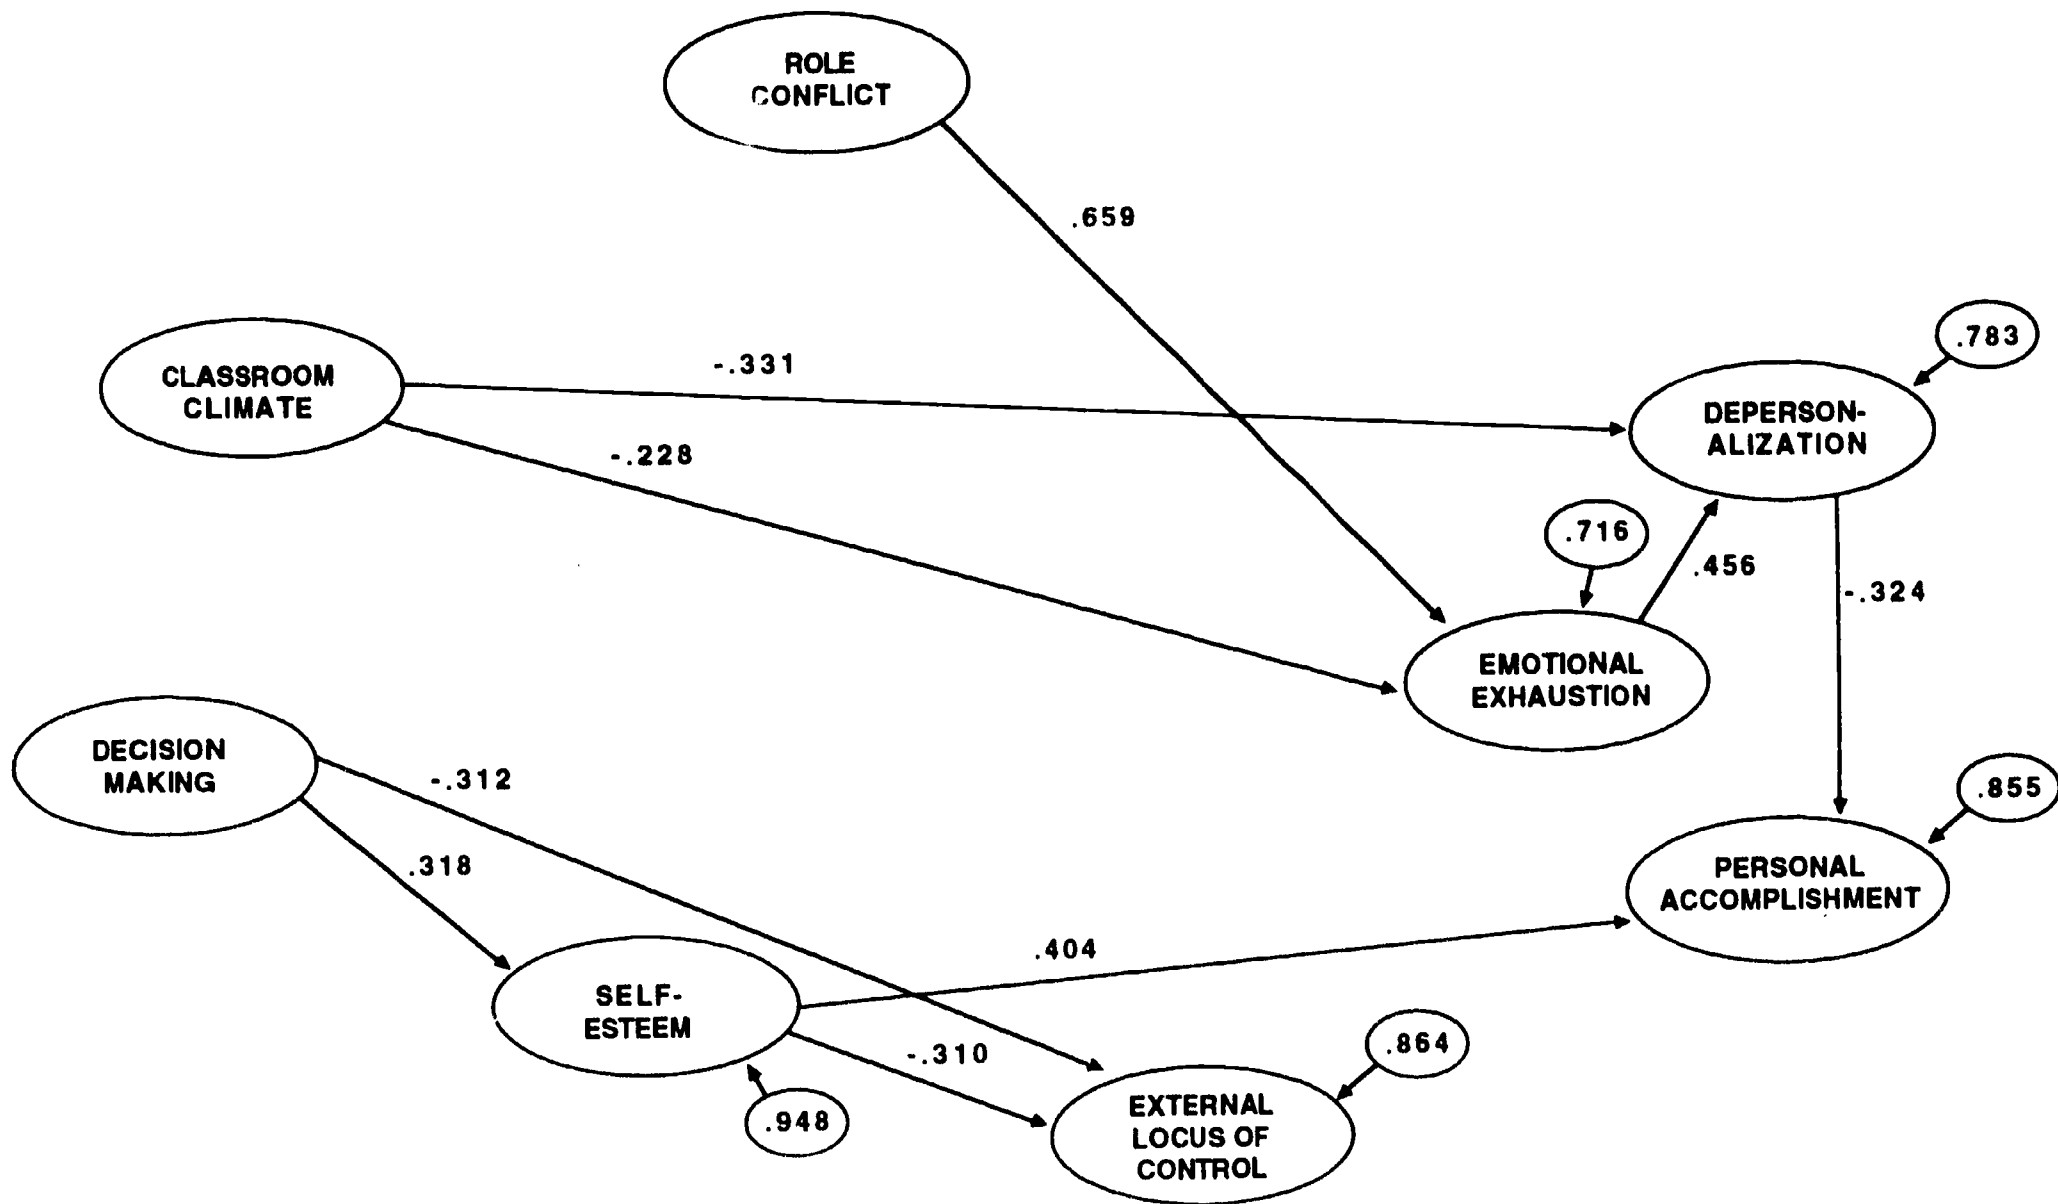 ROLE
CONFLICT
.659
.783
CLASSROOM
CLIMATE
-.331
DEPERSON-
ALIZATION
-.228
.716
.456
-.324
EMOTIONAL
EXHAUSTION
DECISION
MAKING
-.312
.855
.318
PERSONAL
ACCOMPLISHMENT
.404
SELF-
ESTEEM
-.310
.864
.948
EXTERNAL
LOCUS OF
CONTROL